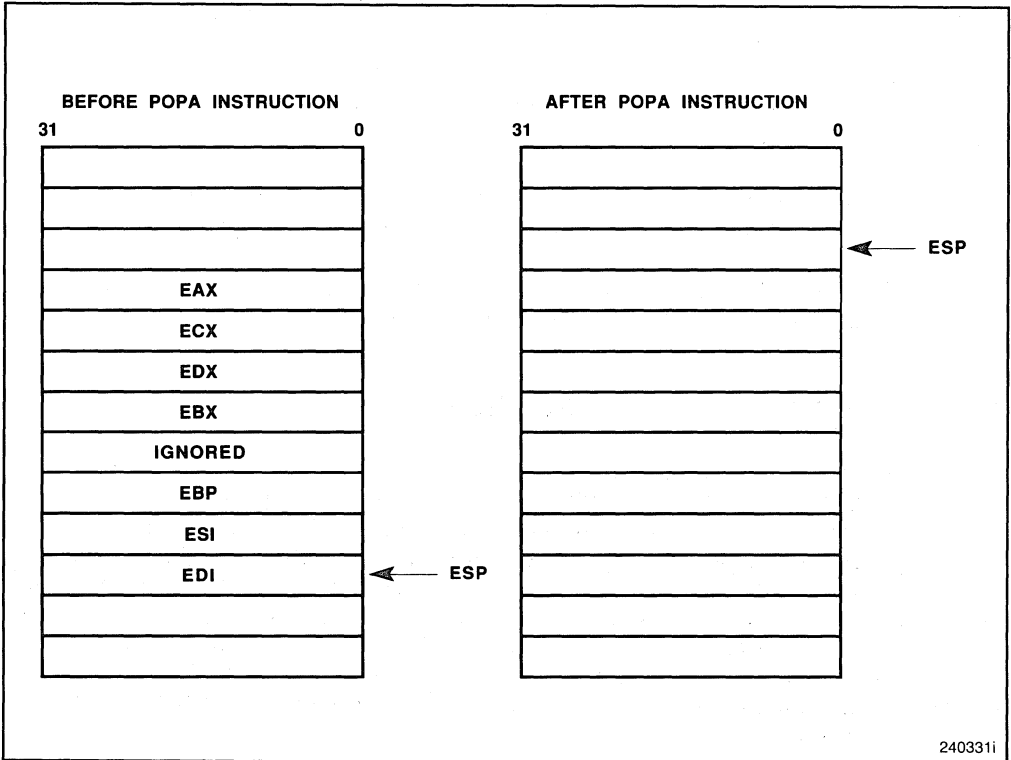 BEFORE POPA INSTRUCTION
31 0
EAX
ECX
EDX
EBX
IGNORED
EBP
ESI
EDI
ESP
AFTER POPA INSTRUCTION
31 0
ESP
240331i